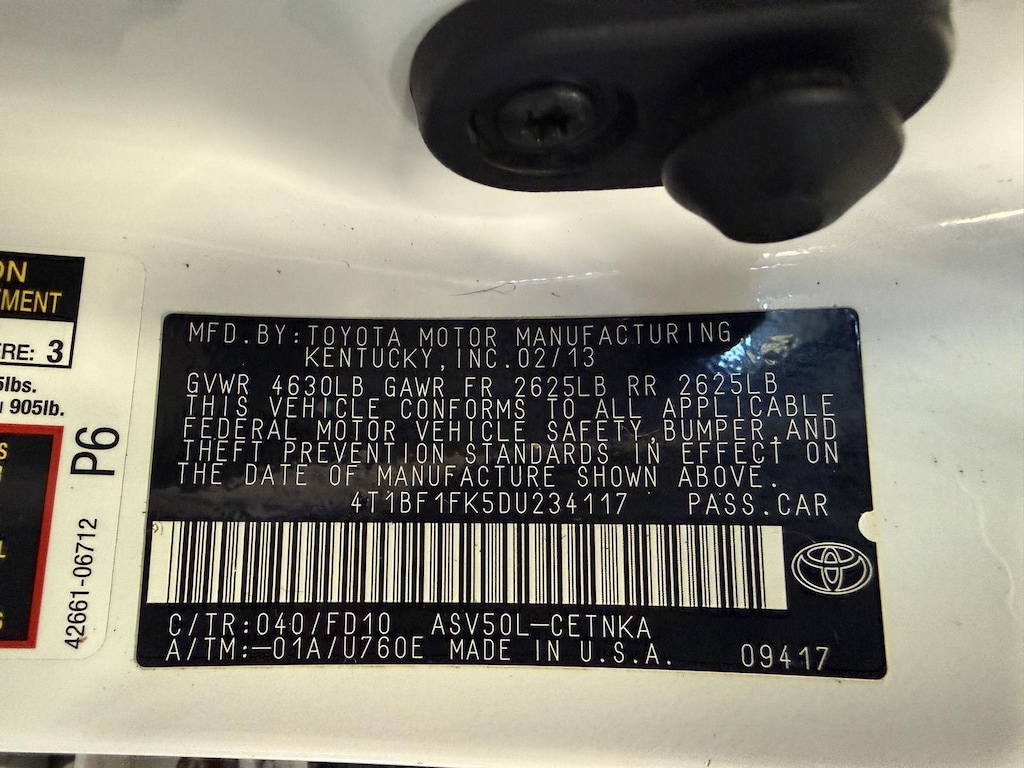 ON
EMENT
RE: 3
5lbs.
905lb.
P6
42661-06712
MFD.BY:TOYOTA MOTOR MANUFACTURING,
KENTUCKY,INC.02/13
GVWR 4630LB GAWR FR 2625LB RR 2625LB
THIS VEHICLE CONFORMS TO ALL APPLICABLE
FEDERAL MOTOR VEHICLE SAFETY,BUMPER,AND
THEFT PREVENTION STANDARDS IN EFFECT ON
THE DATE OF MANUFACTURE SHOWN ABOVE.
4T1BF1FK5DU234117 PASS.CAR
C/TR:040/FD10 ASV50L-CETNKA
A/TM:-01A/U760E MADE IN U.S.A. 09417